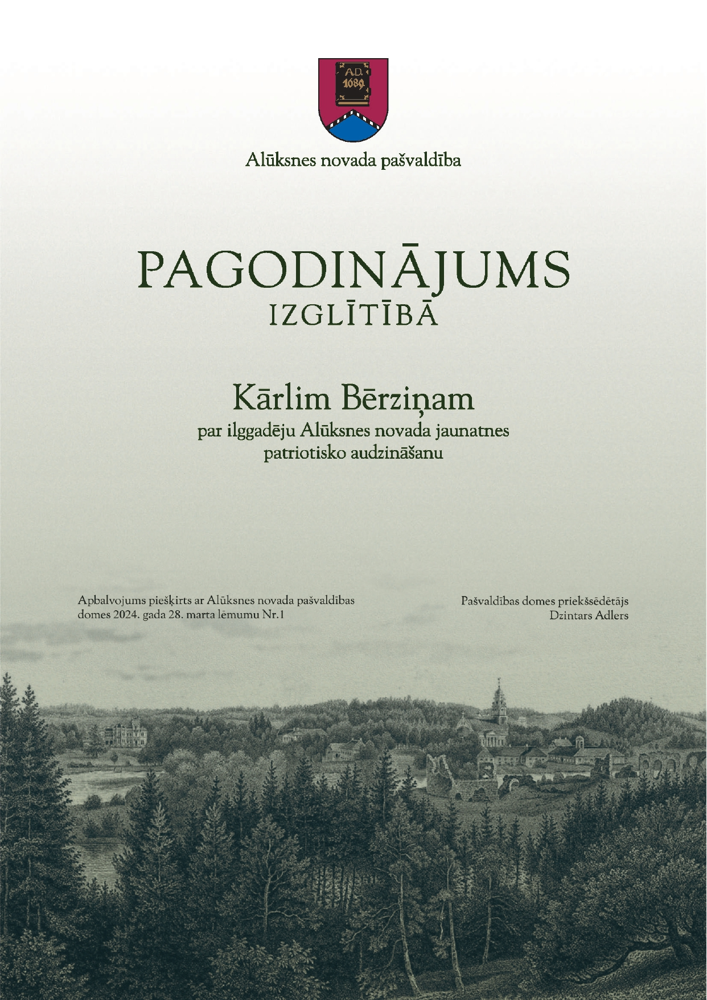 A.D.
1689
Alūksnes novada pašvaldība
PAGODINĀJUMS
IZGLĪTĪBĀ
Kārlim Bērziņam
par ilggadēju Alūksnes novada jaunatnes
patriotisko audzināšanu
Apbalvojums piešķirts ar Alūksnes novada pašvaldības
domes 2024. gada 28. marta lēmumu Nr.1
Pašvaldības domes priekšsēdētājs
Dzintars Adlers